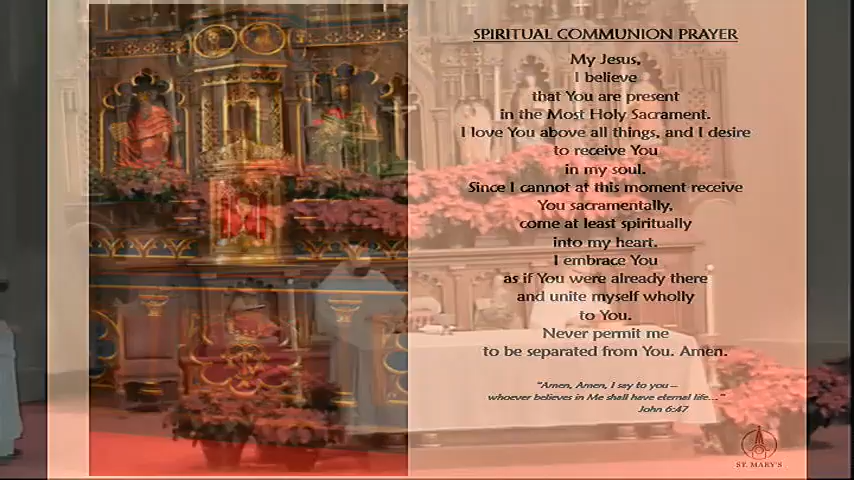 SPIRITUAL COMMUNION PRAYER
My Jesus,
I believe
that You are present
in the Most Holy Sacrament.
I love You above all things, and I desire
to receive You
in my soul.
Since I cannot at this moment receive
You sacramentally,
come at least spiritually
into my heart.
I embrace You
as if You were already there
and unite myself wholly
to You.
Never permit me
to be separated from You. Amen.
"Amen, Amen, I say to you –
whoever believes in Me shall have eternal life..."
John 6:47
ST. MARY'S